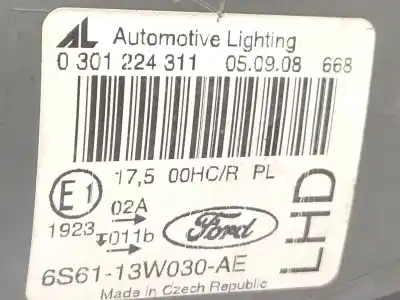 AL Automotive Lighting
0 301 224 311 05.09.08 668
17,5 00HC/R PL
E1 02A
1923 011b
Ford
6S61-13W030-AE
Made in Czech Republic
LHD